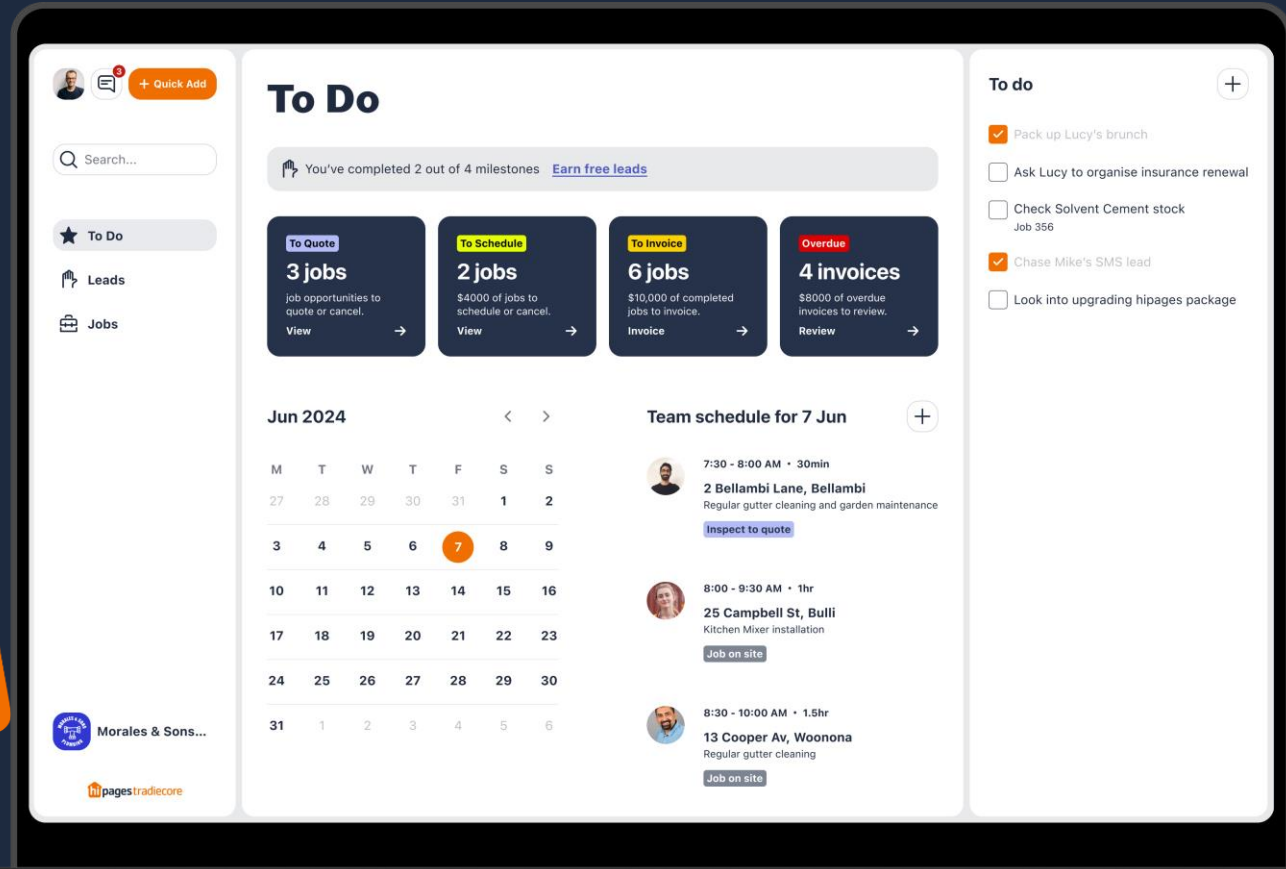 3
+ Quick Add
Search...
To Do
Leads
Jobs
Morales & Sons...
MORALES & SONS
PLUMBING
hipages tradiecore
To Do
You've completed 2 out of 4 milestones Earn free leads
To Quote
3 jobs
job opportunities to
quote or cancel.
View
To Schedule
2 jobs
$4000 of jobs to
schedule or cancel.
View
To Invoice
6 jobs
$10,000 of completed
jobs to invoice.
Invoice
Overdue
4 invoices
$8000 of overdue
invoices to review.
Review
Jun 2024
M T W T F S S
27 28 29 30 31 1 2
3 4 5 6 7 8 9
10 11 12 13 14 15 16
17 18 19 20 21 22 23
24 25 26 27 28 29 30
31 1 2 3 4 5 6
Team schedule for 7 Jun
7:30 - 8:00 AM • 30min
2 Bellambi Lane, Bellambi
Regular gutter cleaning and garden maintenance
Inspect to quote
8:00 - 9:30 AM • 1hr
25 Campbell St, Bulli
Kitchen Mixer installation
Job on site
8:30 - 10:00 AM • 1.5hr
13 Cooper Av, Woonona
Regular gutter cleaning
Job on site
To do
Pack up Lucy's brunch
Ask Lucy to organise insurance renewal
Check Solvent Cement stock
Job 356
Chase Mike's SMS lead
Look into upgrading hipages package